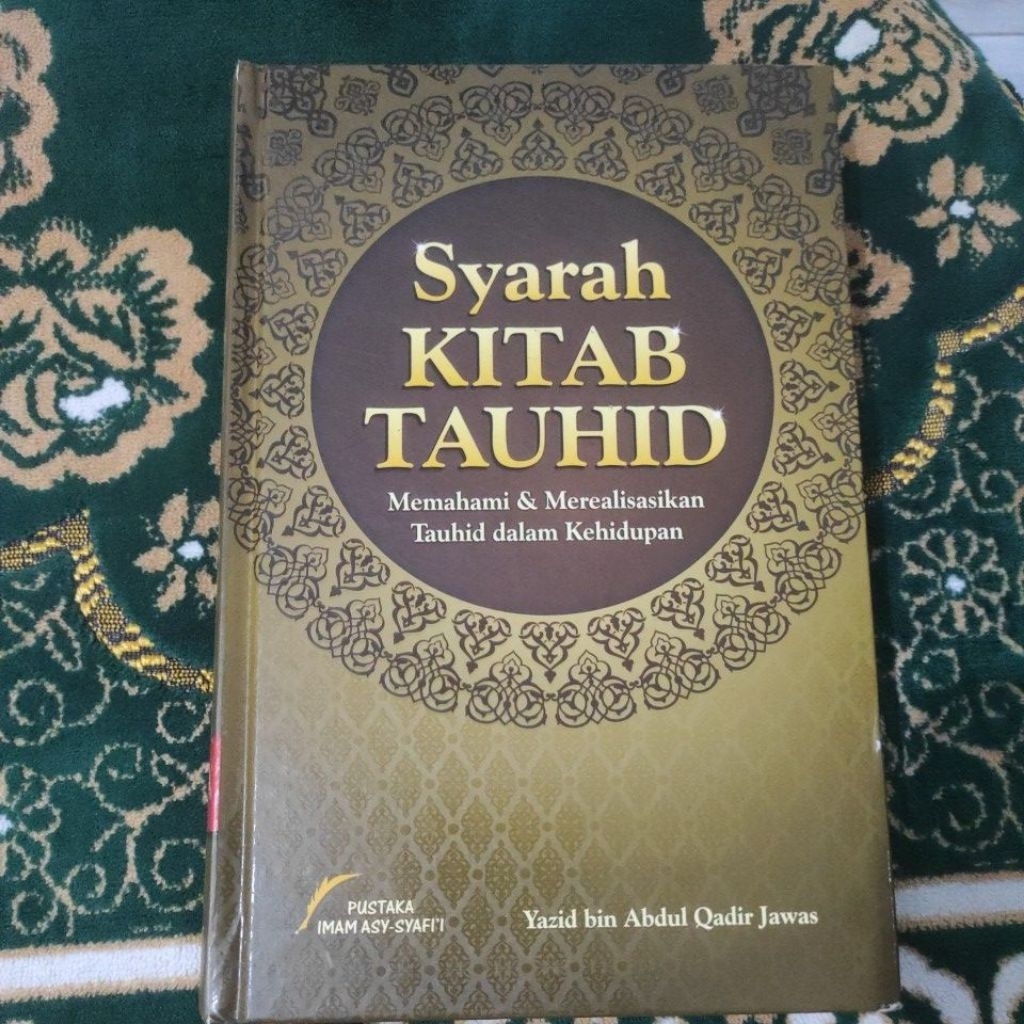 Syarah
KITAB
TAUHID
Memahami & Merealisasikan
Tauhid dalam Kehidupan
PUSTAKA
IMAM ASY-SYAFI'I
Yazid bin Abdul Qadir Jawas